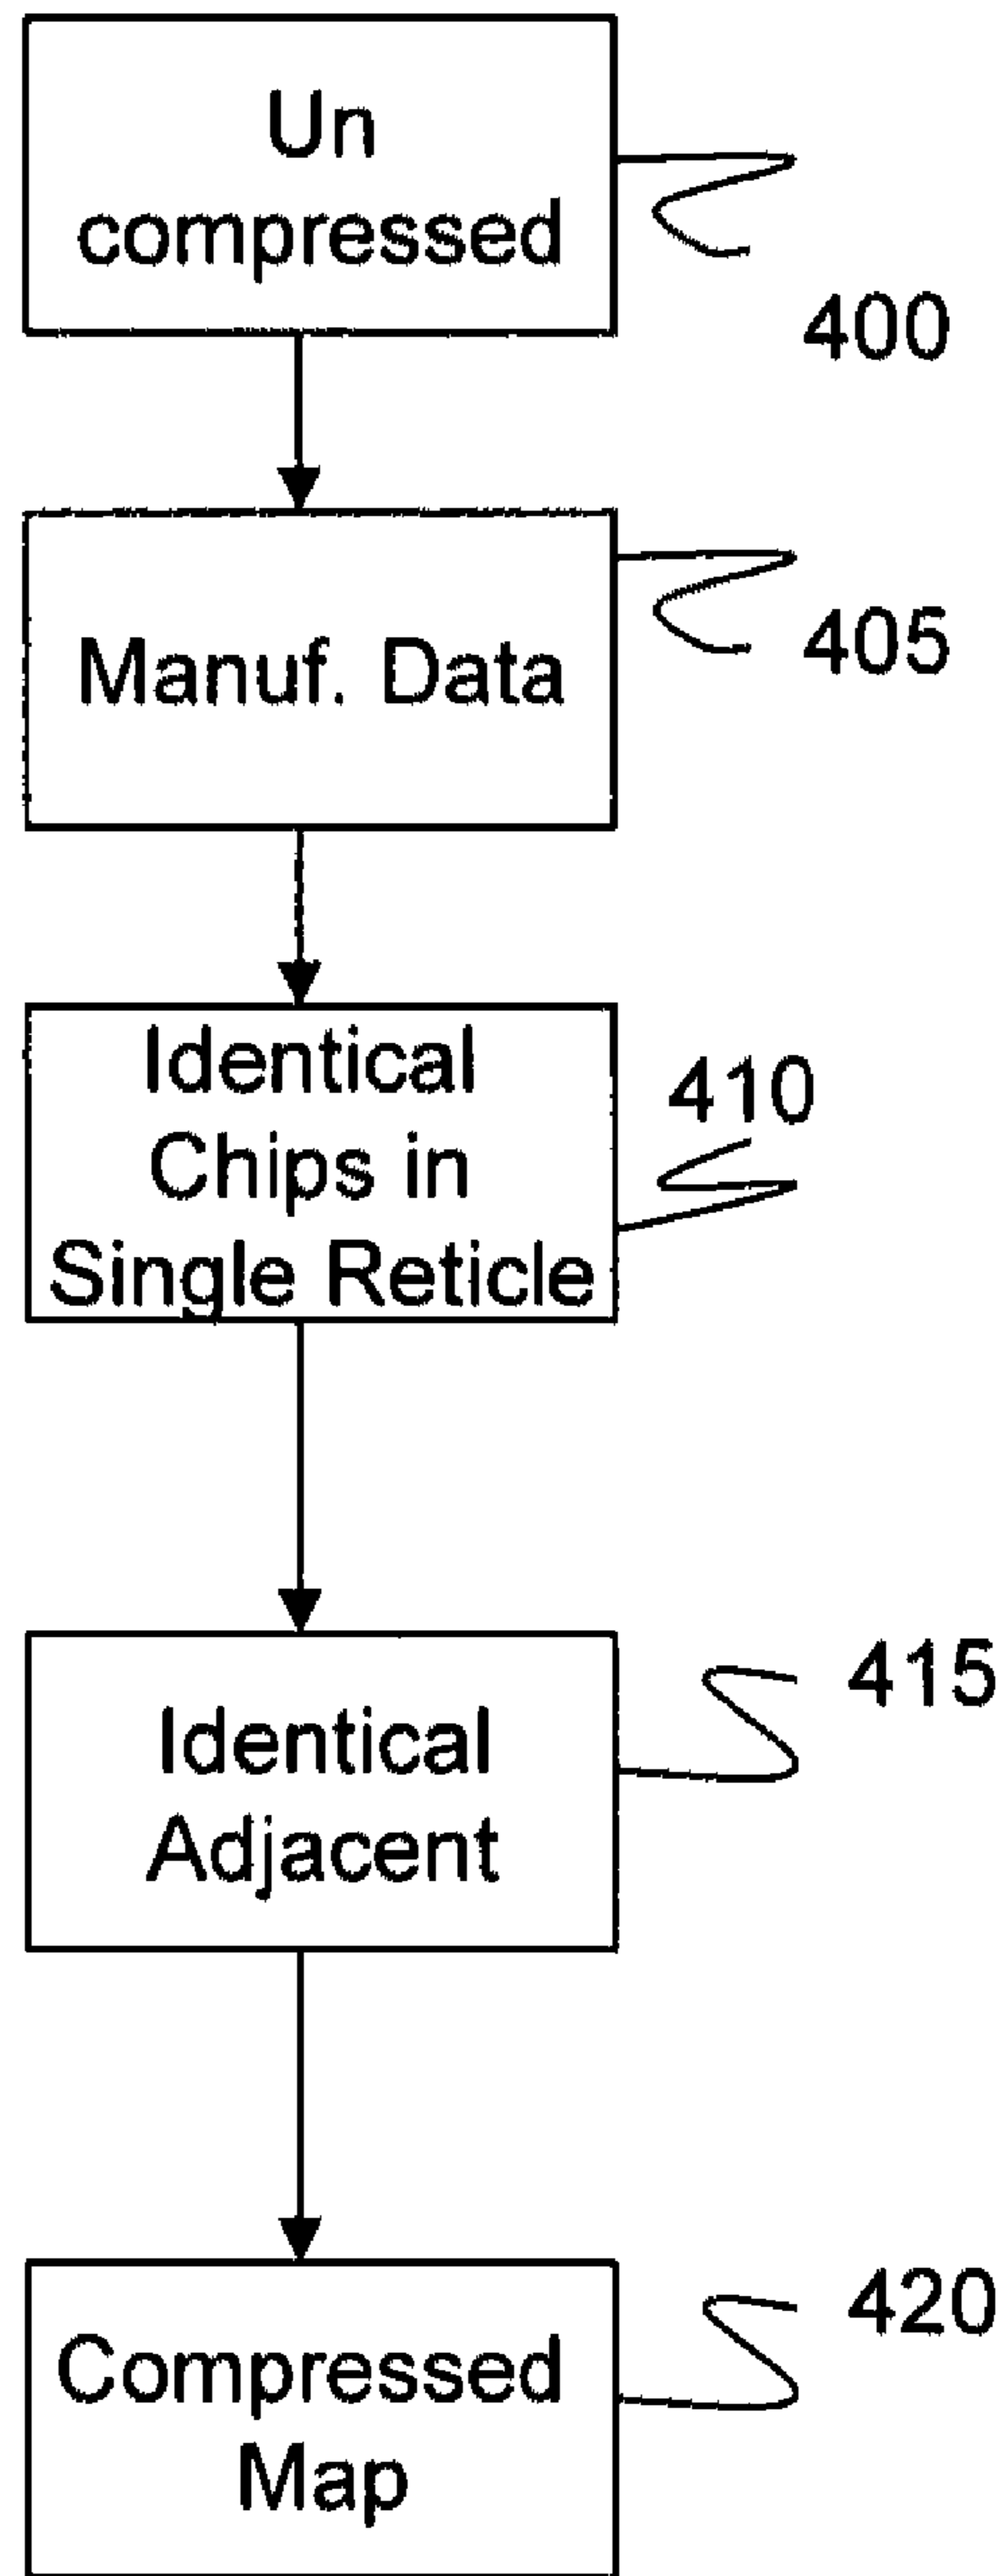 Un
compressed
400
Manuf. Data
405
Identical
Chips in
Single Reticle
410
Identical
Adjacent
415
Compressed
Map
420